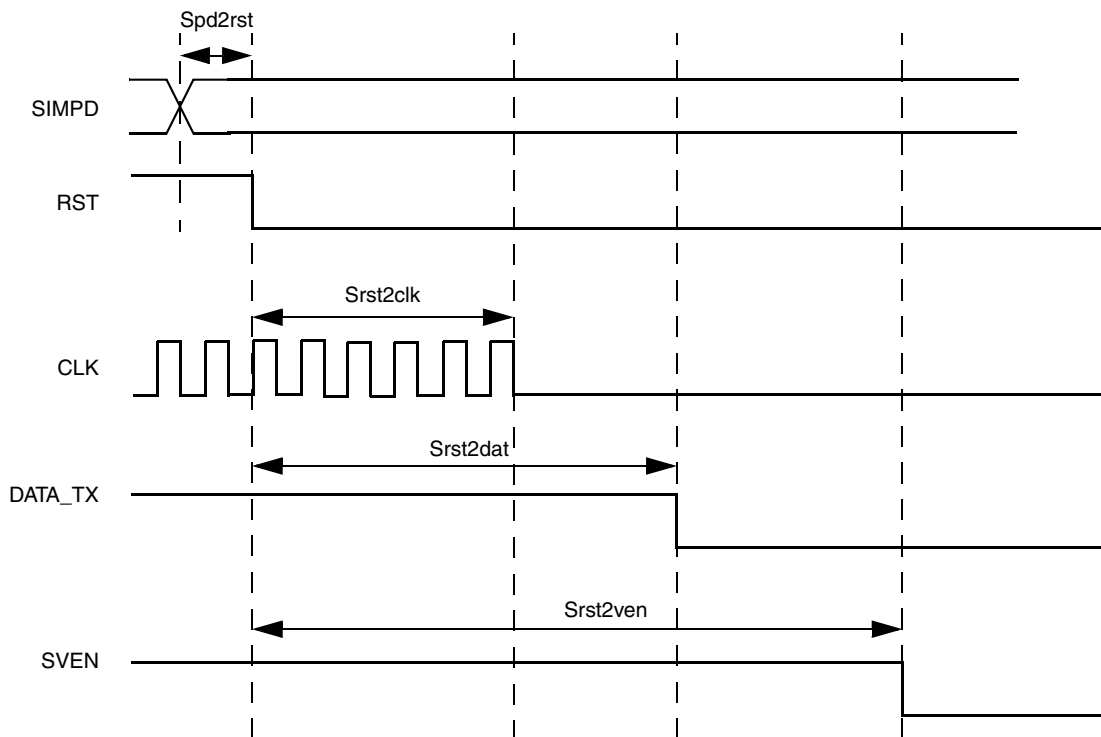 Spd2rst
SIMPD
RST
Srst2clk
CLK
Srst2dat
DATA_TX
Srst2ven
SVEN